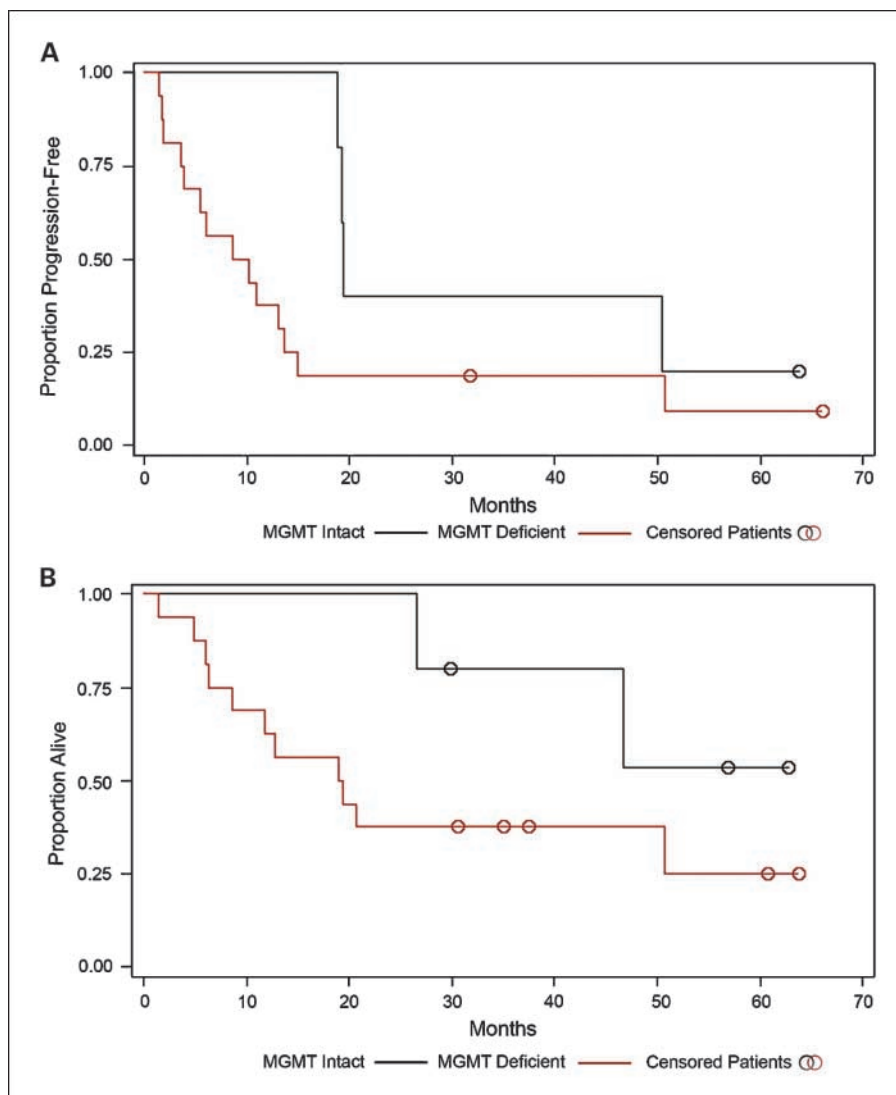 A
1.00
0.75
0.50
0.25
0.00
Proportion Progression-Free
0 10 20 30 40 50 60 70
Months
MGMT Intact MGMT Deficient Censored Patients
B
1.00
0.75
0.50
0.25
0.00
Proportion Alive
0 10 20 30 40 50 60 70
Months
MGMT Intact MGMT Deficient Censored Patients